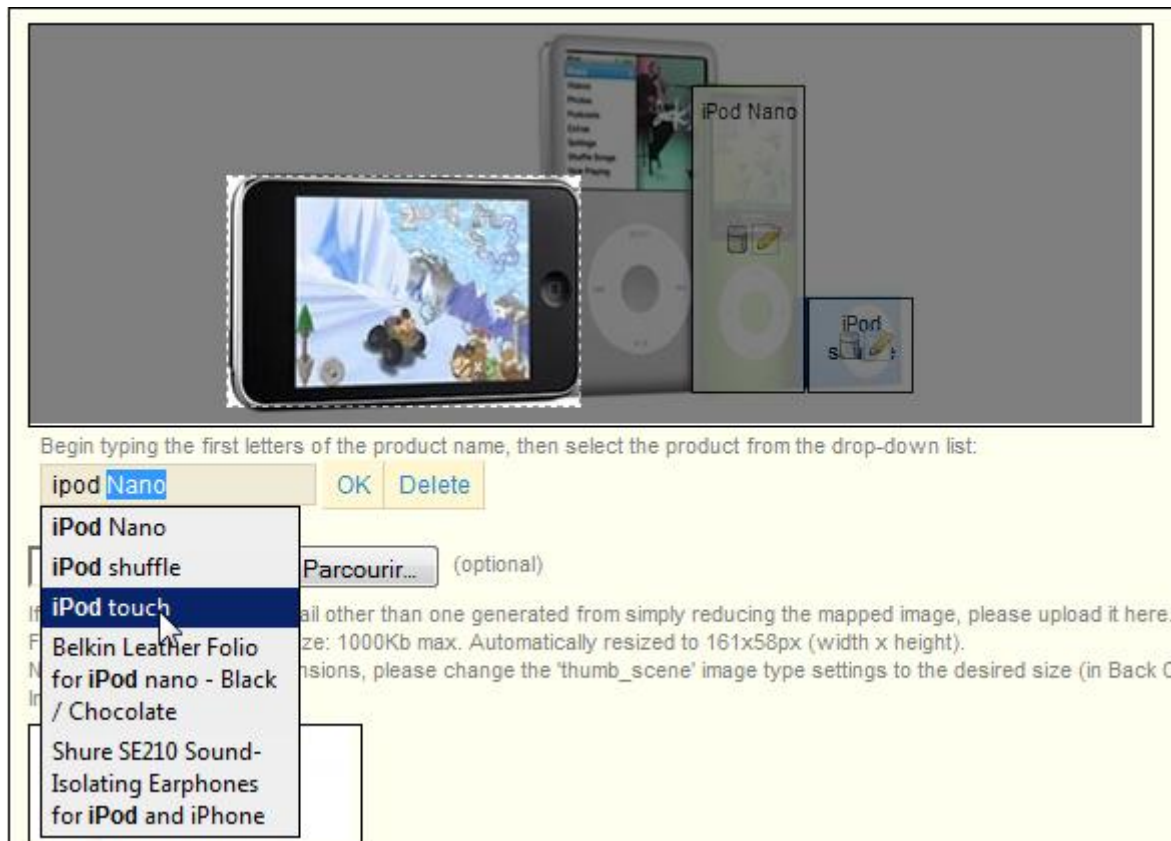 iPod Nano
iPod
Begin typing the first letters of the product name, then select the product from the drop-down list:
ipod Nano OK Delete
iPod Nano
iPod shuffle
Parcourir... (optional)
iPod touch
ail other than one generated from simply reducing the mapped image, please upload it here.
Belkin Leather Folio
ze: 1000Kb max. Automatically resized to 161x58px (width x height).
for iPod nano - Black
nsions, please change the 'thumb_scene' image type settings to the desired size (in Back
/ Chocolate
Shure SE210 Sound-
Isolating Earphones
for iPod and iPhone